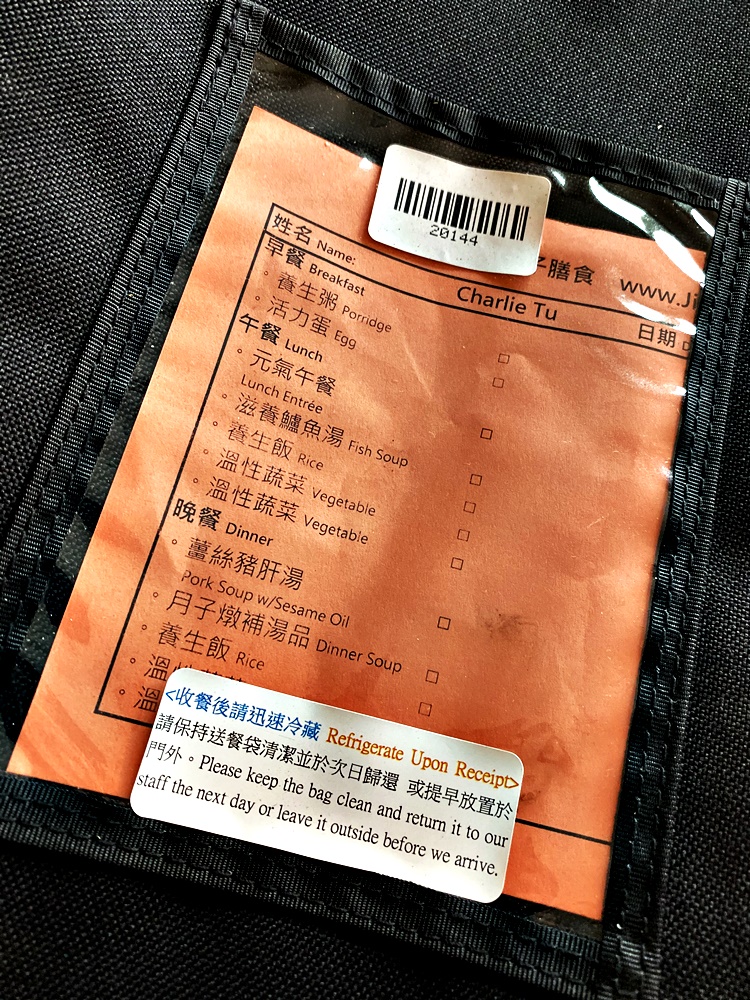 20144
子膳食 www.Ji
姓名 Name: Charlie Tu 日期
早餐 Breakfast
◦ 養生粥 Porridge □
◦ 活力蛋 Egg □
午餐 Lunch
◦ 元氣午餐
Lunch Entrée □
◦ 滋養鱸魚湯 Fish Soup □
◦ 養生飯 Rice □
◦ 溫性蔬菜 Vegetable □
◦ 溫性蔬菜 Vegetable
晚餐 Dinner
◦ 薑絲豬肝湯
Pork Soup w/Sesame Oil □
◦ 月子燉補湯品 Dinner Soup □
◦ 養生飯 Rice □
◦ 溫
◦ 溫
<收餐後請迅速冷藏 Refrigerate Upon Receipt>
請保持送餐袋清潔並於次日歸還 或提早放置於
門外。Please keep the bag clean and return it to our
staff the next day or leave it outside before we arrive.